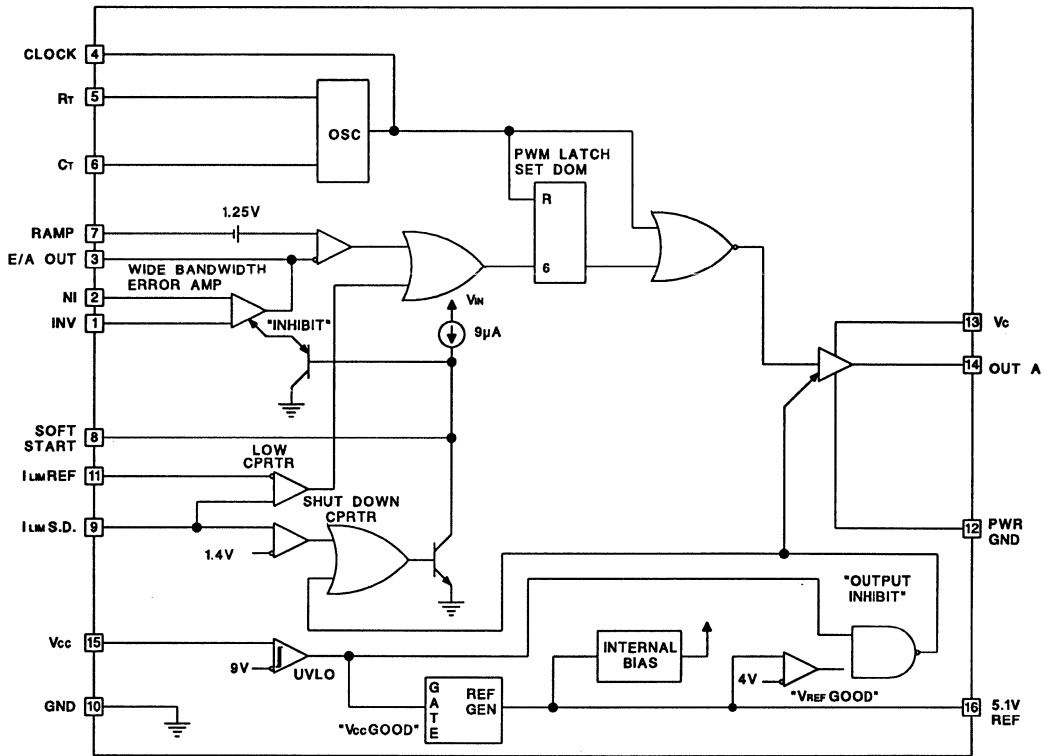 CLOCK 4
RT 5
OSC
CT 6
PWM LATCH
SET DOM
R
6
1.25V
RAMP 7
E/A OUT 3
WIDE BANDWIDTH
ERROR AMP
NI 2
INV 1
"INHIBIT"
VIN
9µA
13 Vc
14 OUT A
SOFT
START 8
LOW
CPRTR
ILIM REF 11
SHUT DOWN
CPRTR
ILIM S.D. 9
1.4V
12 PWR
GND
"OUTPUT
INHIBIT"
Vcc 15
9V
UVLO
INTERNAL
BIAS
4V
"VREF GOOD"
GND 10
"Vcc GOOD"
GATE
REF
GEN
16 5.1V
REF